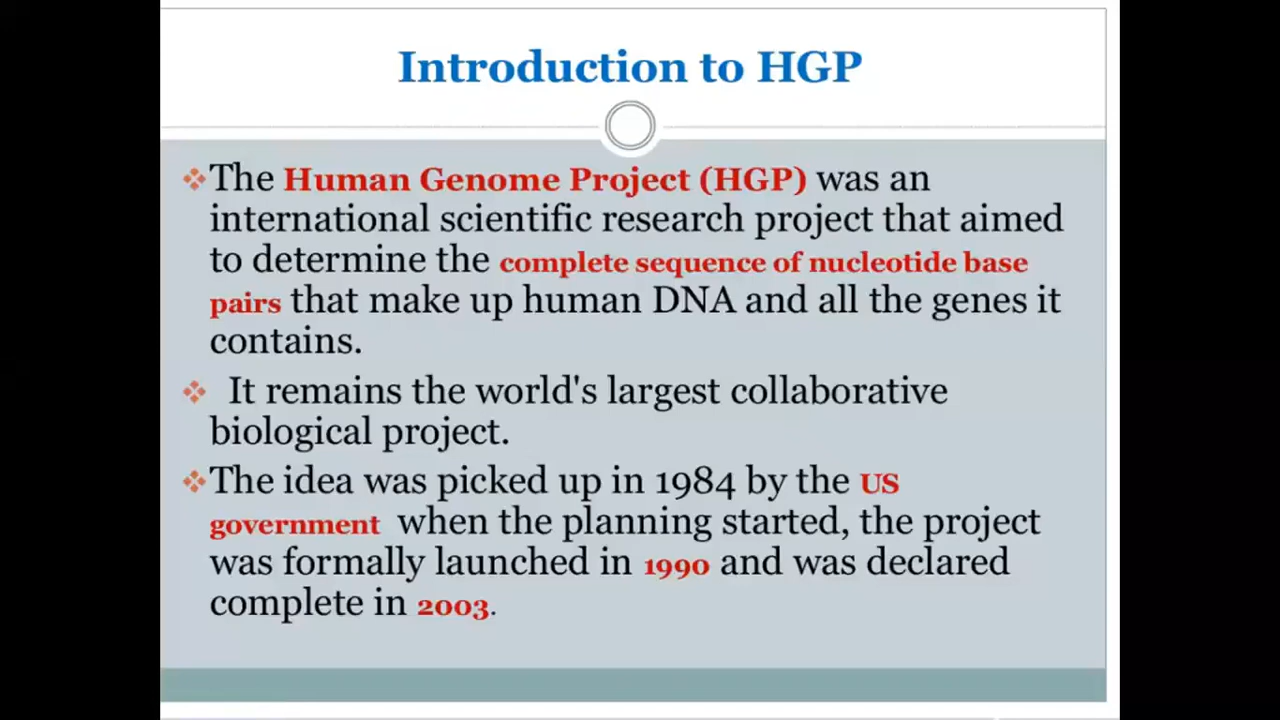 Introduction to HGP
The Human Genome Project (HGP) was an
international scientific research project that aimed
to determine the complete sequence of nucleotide base
pairs that make up human DNA and all the genes it
contains.
It remains the world's largest collaborative
biological project.
The idea was picked up in 1984 by the US
government when the planning started, the project
was formally launched in 1990 and was declared
complete in 2003.